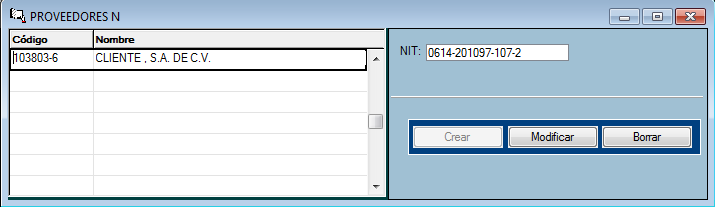 PROVEEDORES N
Código Nombre
103803-6 CLIENTE , S.A. DE C.V.
NIT: 0614-201097-107-2
Crear Modificar Borrar